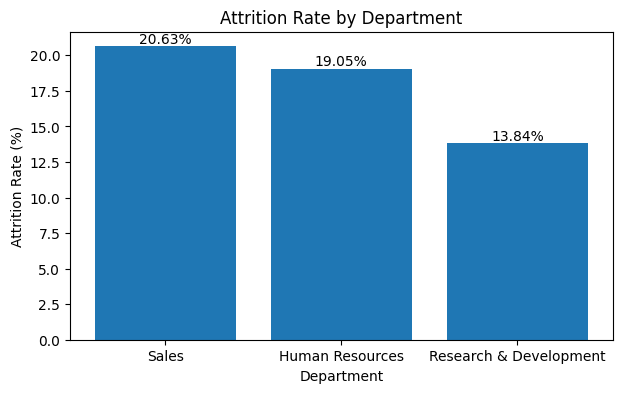 Attrition Rate by Department
Attrition Rate (%)
20.0
17.5
15.0
12.5
10.0
7.5
5.0
2.5
0.0
20.63%
19.05%
13.84%
Sales
Human Resources
Research & Development
Department